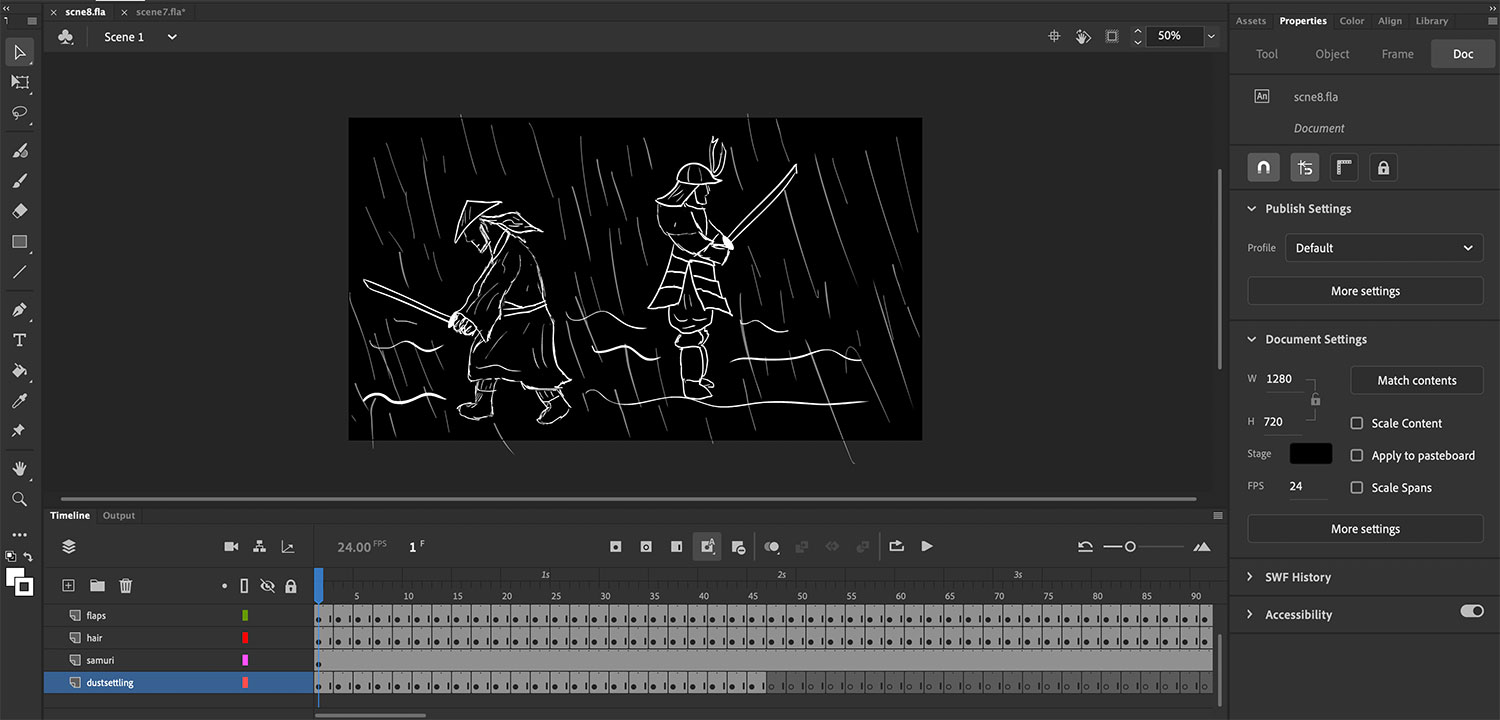 scne8.fla
scene7.fla*
Assets
Properties
Color
Align
Library
Scene 1
50%
Tool
Object
Frame
Doc
An
scne8.fla
Document
Publish Settings
Profile
Default
More settings
Document Settings
W
1280
Match contents
H
720
Scale Content
Stage
Apply to pasteboard
FPS
24
Scale Spans
More settings
SWF History
Accessibility
T
Timeline
Output
24.00 FPS
1 F
A
1s
2s
3s
5 10 15 20 25 30 35 40 45 50 55 60 65 70 75 80 85 90
flaps
hair
samuri
dustsettling